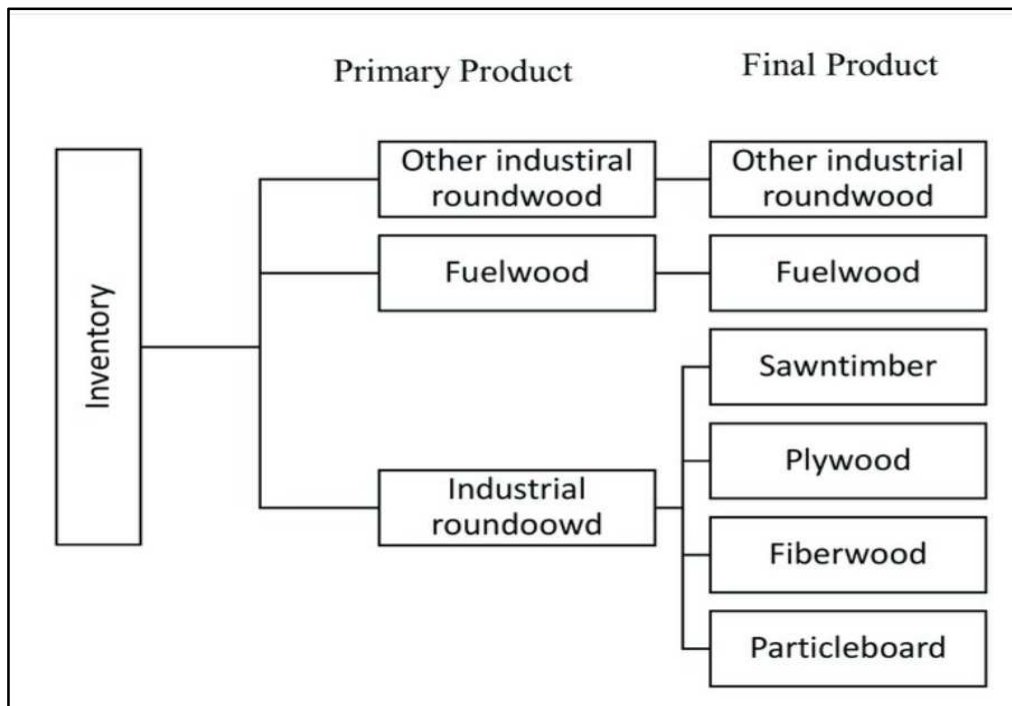 Primary Product
Final Product
Inventory
Other industiral
roundwood
Other industrial
roundwood
Fuelwood
Fuelwood
Sawntimber
Plywood
Industrial
roundoowd
Fiberwood
Particleboard